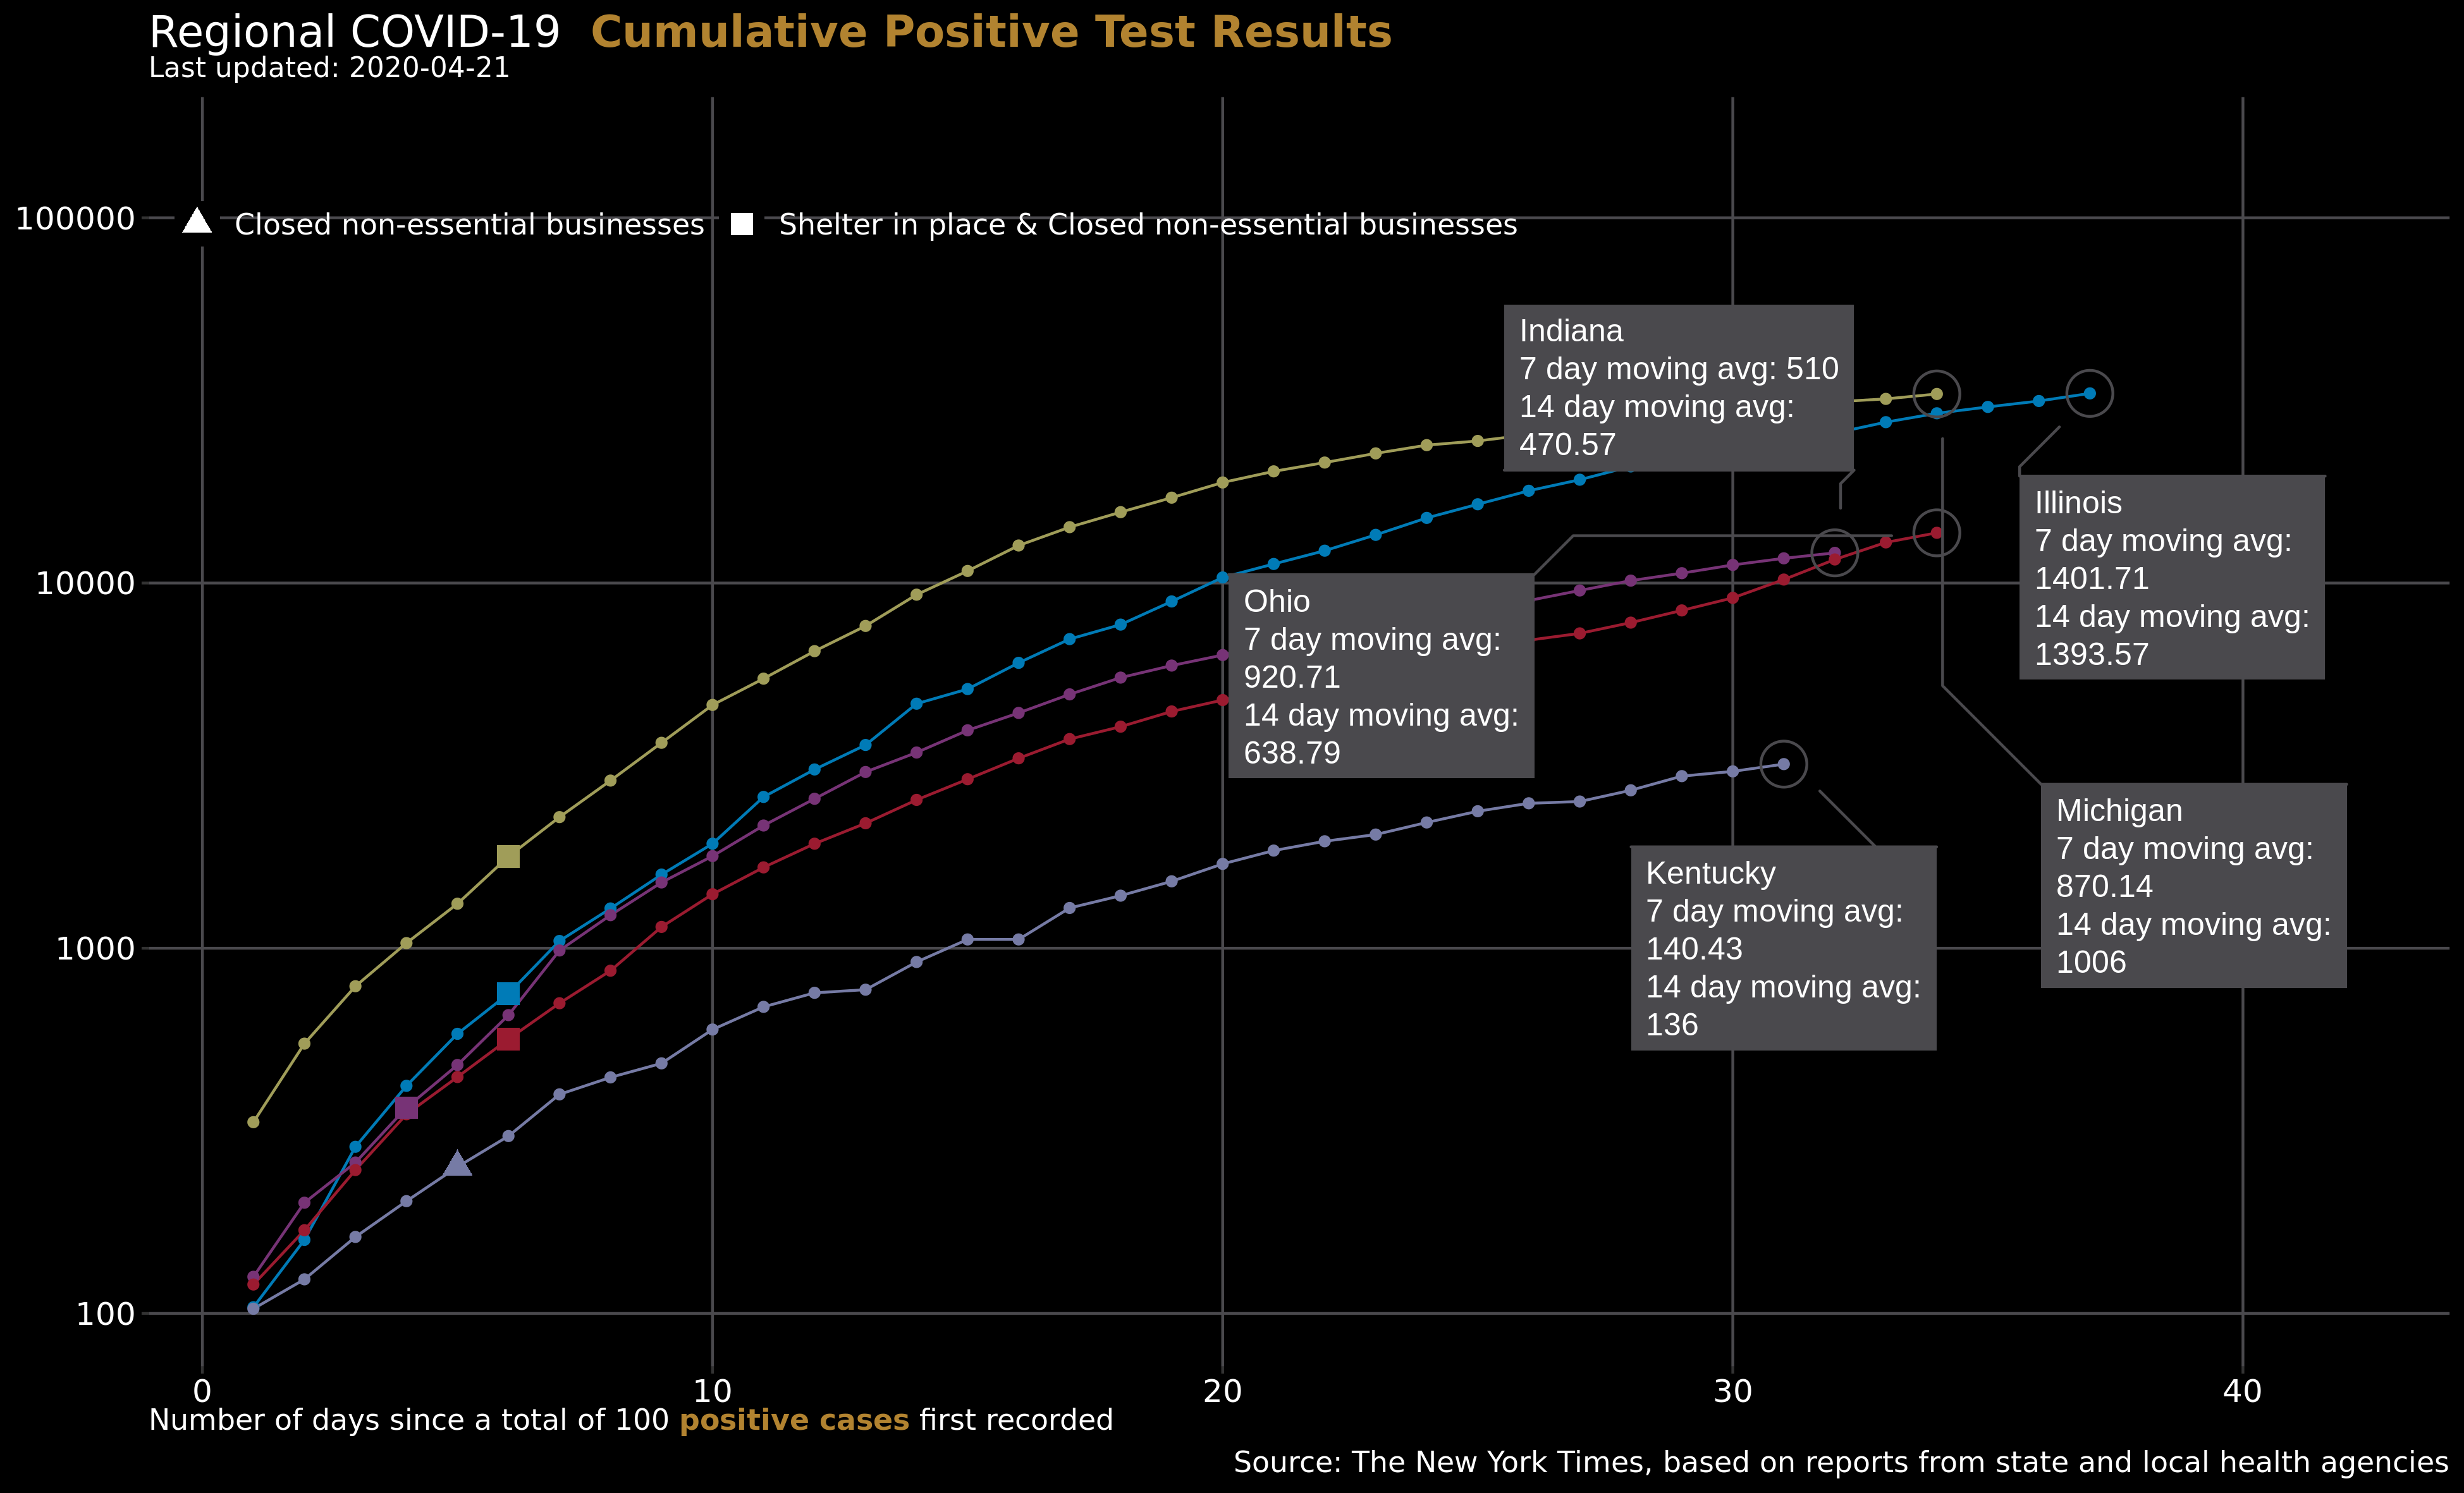 Regional COVID-19 Cumulative Positive Test Results
Last updated: 2020-04-21
100000
10000
1000
100
Closed non-essential businesses
Shelter in place & Closed non-essential businesses
Indiana
7 day moving avg: 510
14 day moving avg:
470.57
Illinois
7 day moving avg:
1401.71
14 day moving avg:
1393.57
Ohio
7 day moving avg:
920.71
14 day moving avg:
638.79
Michigan
7 day moving avg:
870.14
14 day moving avg:
1006
Kentucky
7 day moving avg:
140.43
14 day moving avg:
136
0 10 20 30 40
Number of days since a total of 100 positive cases first recorded
Source: The New York Times, based on reports from state and local health agencies